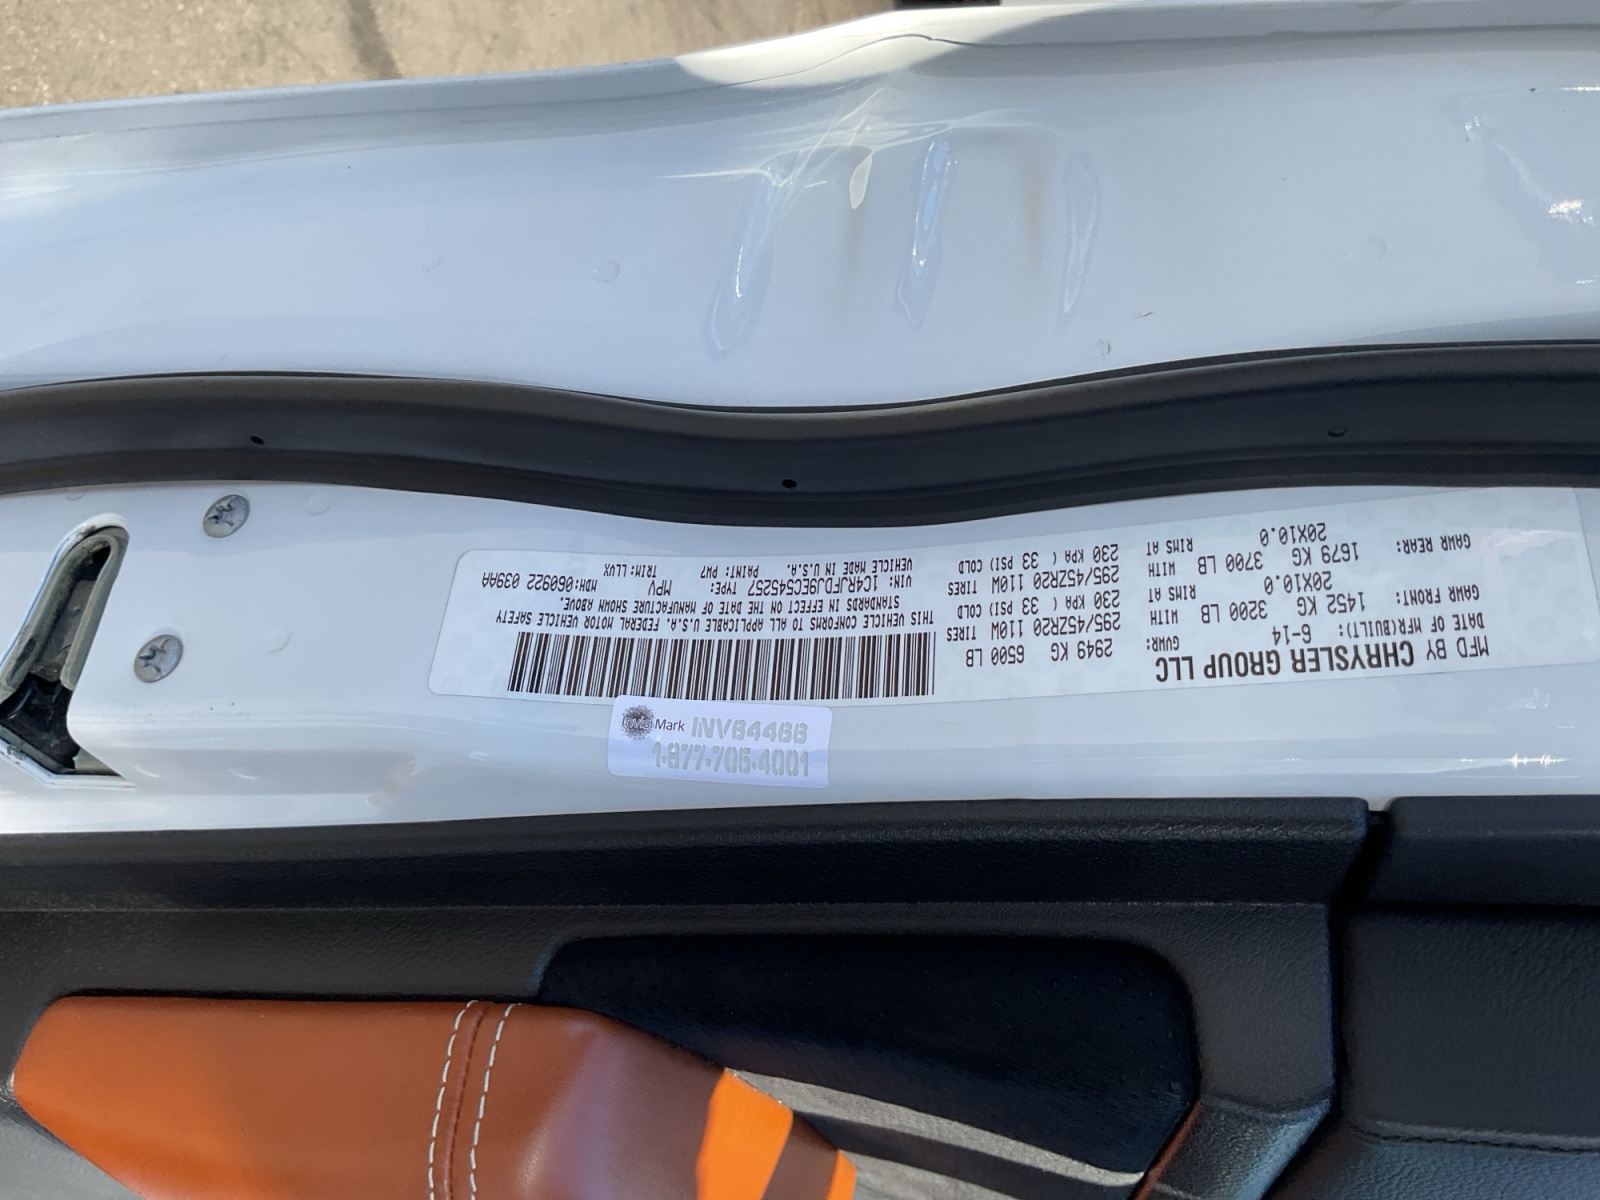 MFD BY CHRYSLER GROUP LLC
DATE OF MFR(BUILT): 6-14 GVWR: 2949 KG 6500 LB
GAWR FRONT: 1452 KG 3200 LB WITH 295/45ZR20 110W TIRES
20X10.0 RIMS AT 230 KPA ( 33 PSI) COLD
GAWR REAR: 1679 KG 3700 LB WITH 295/45ZR20 110W TIRES
20X10.0 RIMS AT 230 KPA ( 33 PSI) COLD
THIS VEHICLE CONFORMS TO ALL APPLICABLE U.S.A. FEDERAL MOTOR VEHICLE SAFETY
STANDARDS IN EFFECT ON THE DATE OF MANUFACTURE SHOWN ABOVE.
VIN: 1C4RJFDJ9EC545257 TYPE: MPV MDH: 060922 039AA
VEHICLE MADE IN U.S.A. PAINT: PW7 TRIM: LLVX
InvisiMark INV64466
1-877-705-4001